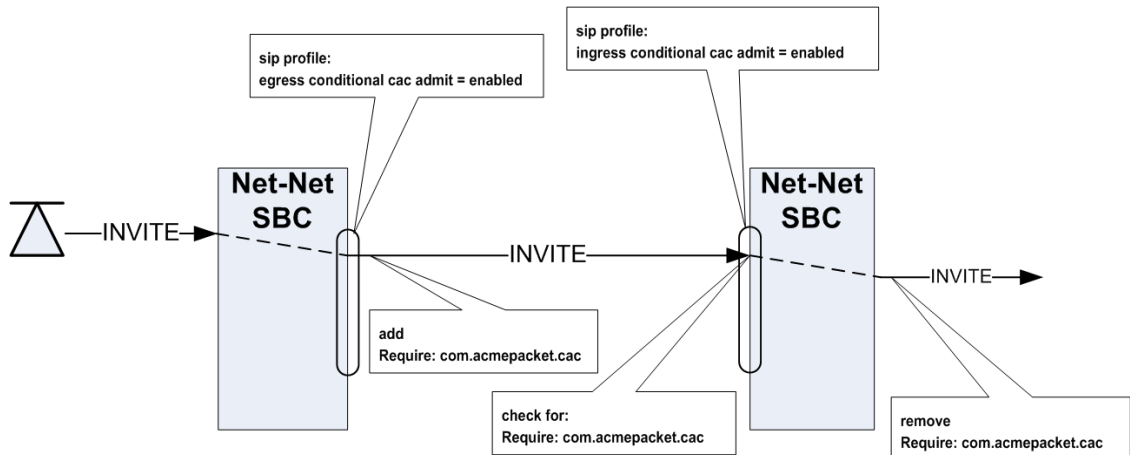 sip profile:
egress conditional cac admit = enabled
sip profile:
ingress conditional cac admit = enabled
Net-Net
SBC
Net-Net
SBC
INVITE
INVITE
INVITE
add
Require: com.acmepacket.cac
check for:
Require: com.acmepacket.cac
remove
Require: com.acmepacket.cac